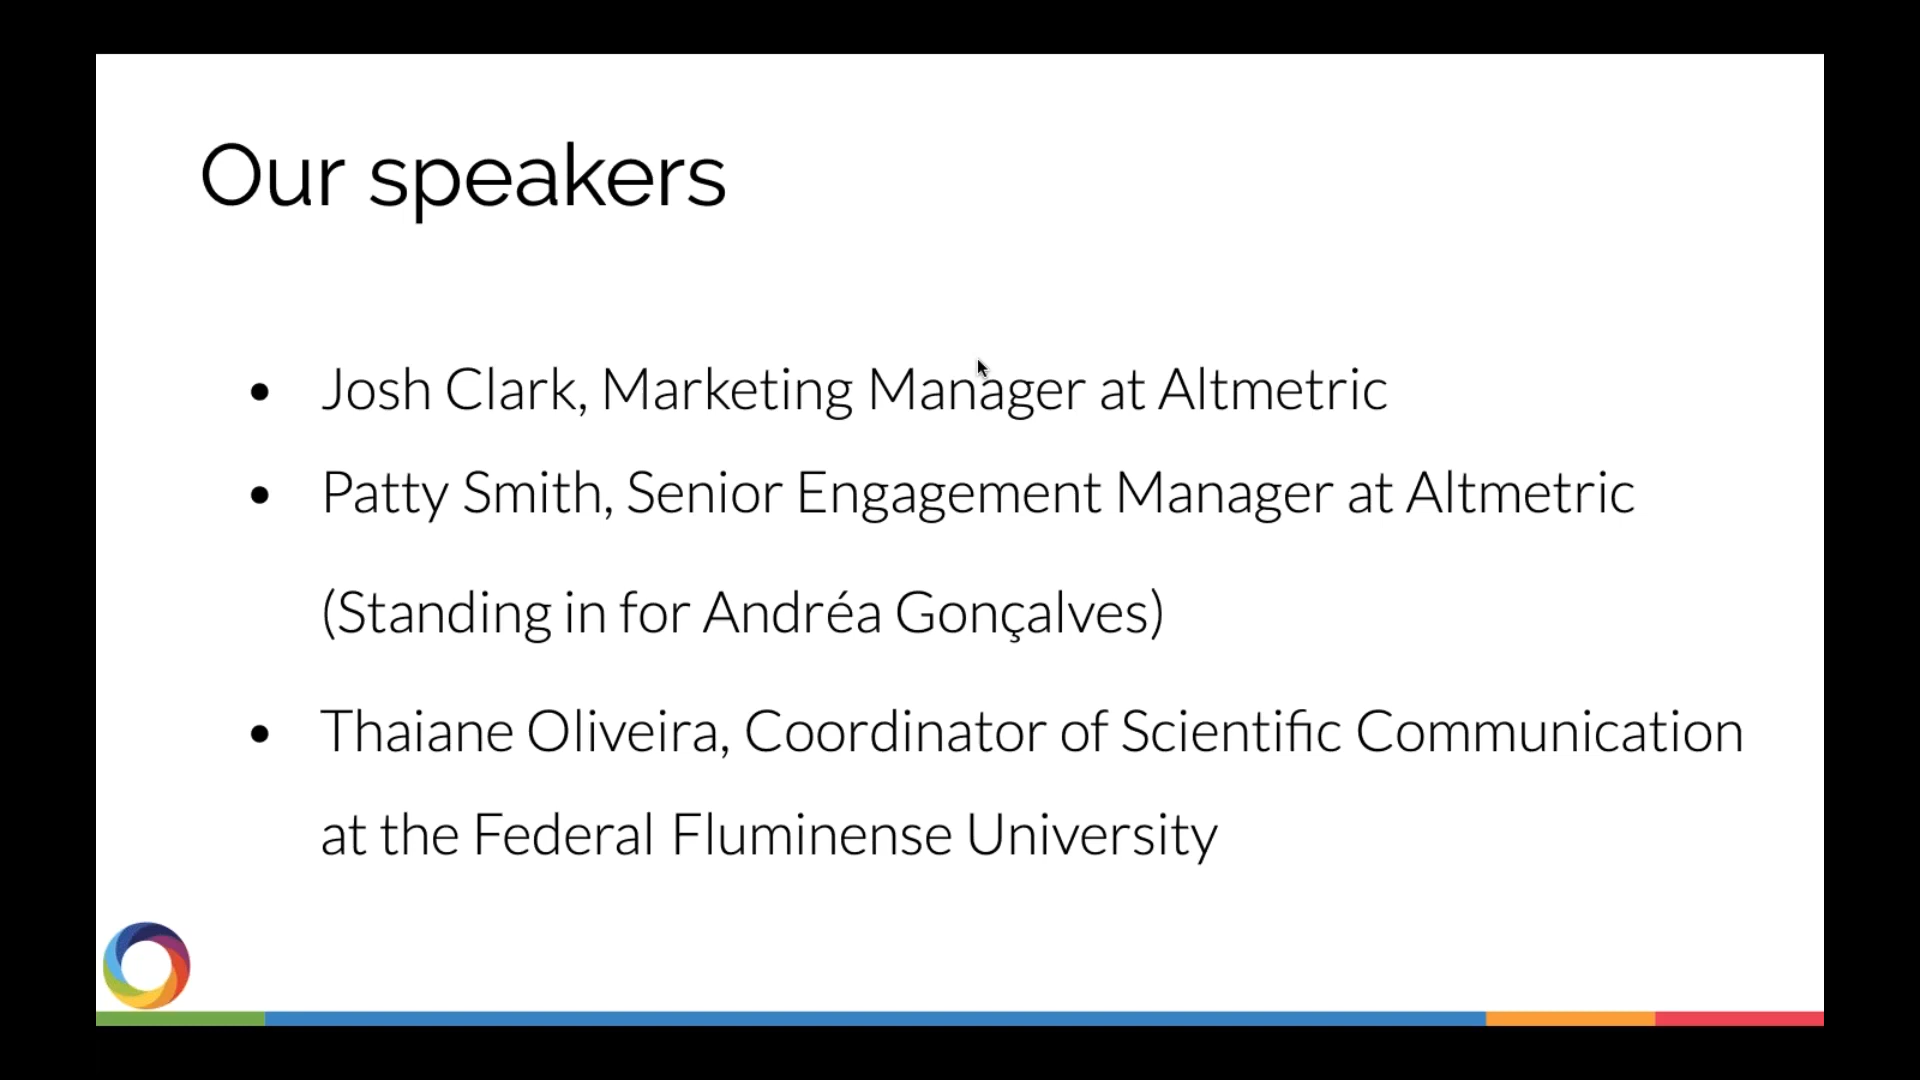 Our speakers
• Josh Clark, Marketing Manager at Altmetric
• Patty Smith, Senior Engagement Manager at Altmetric
(Standing in for Andréa Gonçalves)
• Thaiane Oliveira, Coordinator of Scientific Communication
at the Federal Fluminense University